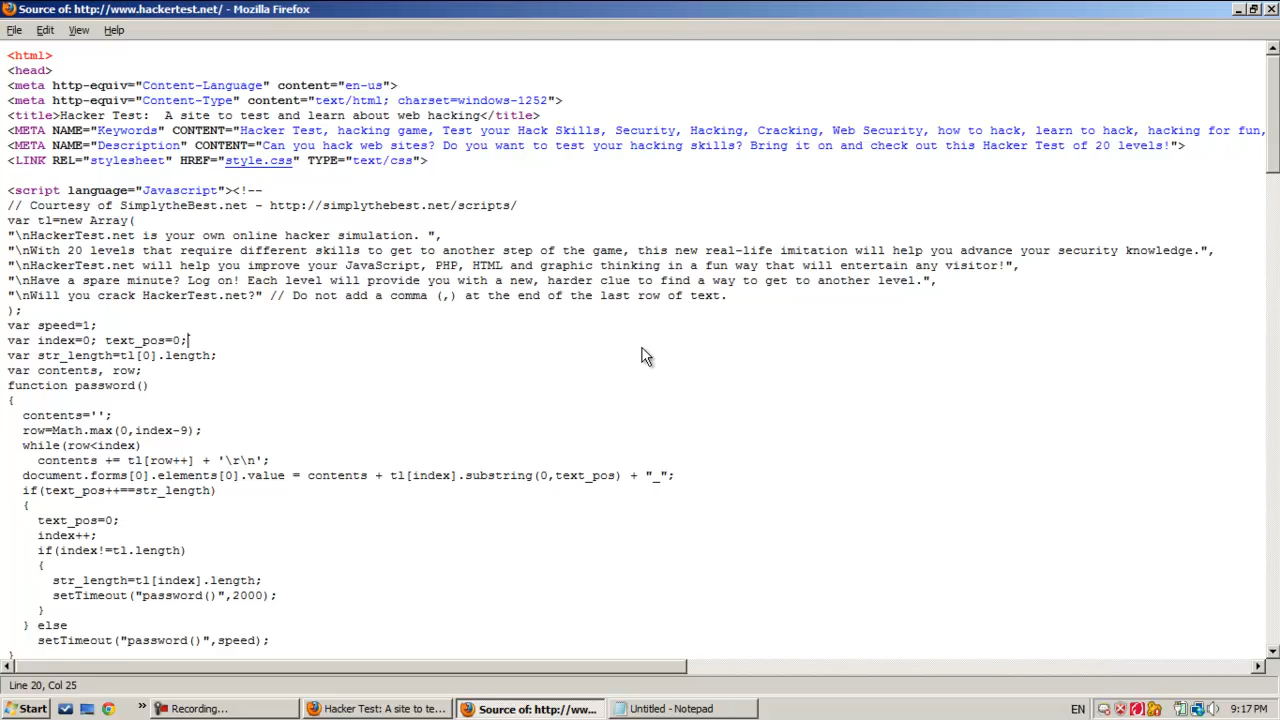 Source of: http://www.hackertest.net/ - Mozilla Firefox
File Edit View Help
<html>
<head>
<meta http-equiv="Content-Language" content="en-us">
<meta http-equiv="Content-Type" content="text/html; charset=windows-1252">
<title>Hacker Test:  A site to test and learn about web hacking</title>
<META NAME="Keywords" CONTENT="Hacker Test, hacking game, Test your Hack Skills, Security, Hacking, Cracking, Web Security, how to hack, learn to hack, hacking for fun,
<META NAME="Description" CONTENT="Can you hack web sites? Do you want to test your hacking skills? Bring it on and check out this Hacker Test of 20 levels!">
<LINK REL="stylesheet" HREF="style.css" TYPE="text/css">
<script language="Javascript"><!--
// Courtesy of SimplytheBest.net - http://simplythebest.net/scripts/
var tl=new Array(
"\nHackerTest.net is your own online hacker simulation. ",
"\nWith 20 levels that require different skills to get to another step of the game, this new real-life imitation will help you advance your security knowledge.",
"\nHackerTest.net will help you improve your JavaScript, PHP, HTML and graphic thinking in a fun way that will entertain any visitor!",
"\nHave a spare minute? Log on! Each level will provide you with a new, harder clue to find a way to get to another level.",
"\nWill you crack HackerTest.net?" // Do not add a comma (,) at the end of the last row of text.
);
var speed=1;
var index=0; text_pos=0;
var str_length=tl[0].length;
var contents, row;
function password()
{
  contents='';
  row=Math.max(0,index-9);
  while(row<index)
    contents += tl[row++] + '\r\n';
  document.forms[0].elements[0].value = contents + tl[index].substring(0,text_pos) + "_";
  if(text_pos++==str_length)
  {
    text_pos=0;
    index++;
    if(index!=tl.length)
    {
      str_length=tl[index].length;
      setTimeout("password()",2000);
    }
  } else
    setTimeout("password()",speed);
}
Line 20, Col 25
Start » Recording... Hacker Test: A site to te... Source of: http://ww... Untitled - Notepad EN 9:17 PM